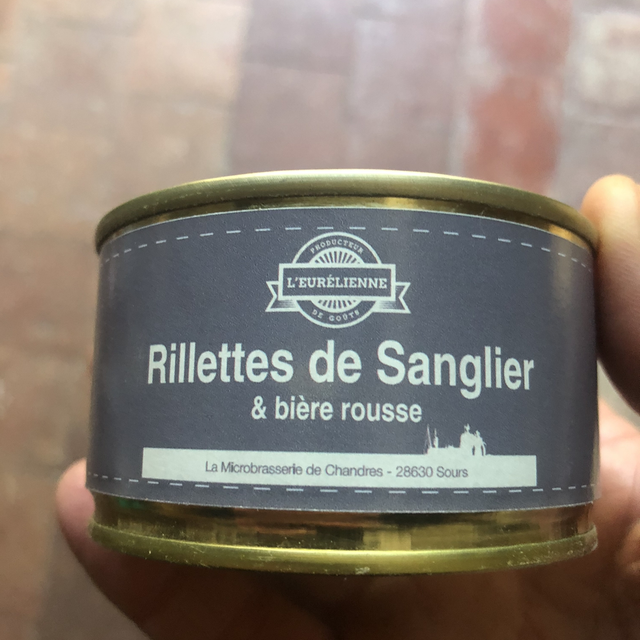 PRODUCTEUR
L'EURÉLIENNE
DE GOÛTS
Rillettes de Sanglier
& bière rousse
La Microbrasserie de Chandres - 28630 Sours